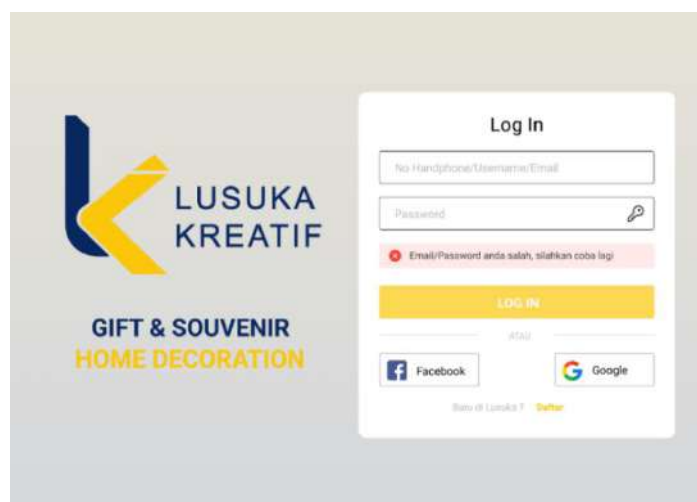 LUSUKA
KREATIF
GIFT & SOUVENIR
HOME DECORATION
Log In
No Handphone/Username/Email
Password
Email/Password anda salah, silahkan coba lagi
LOG IN
ATAU
Facebook
Google
Baru di Lusuka ? Daftar